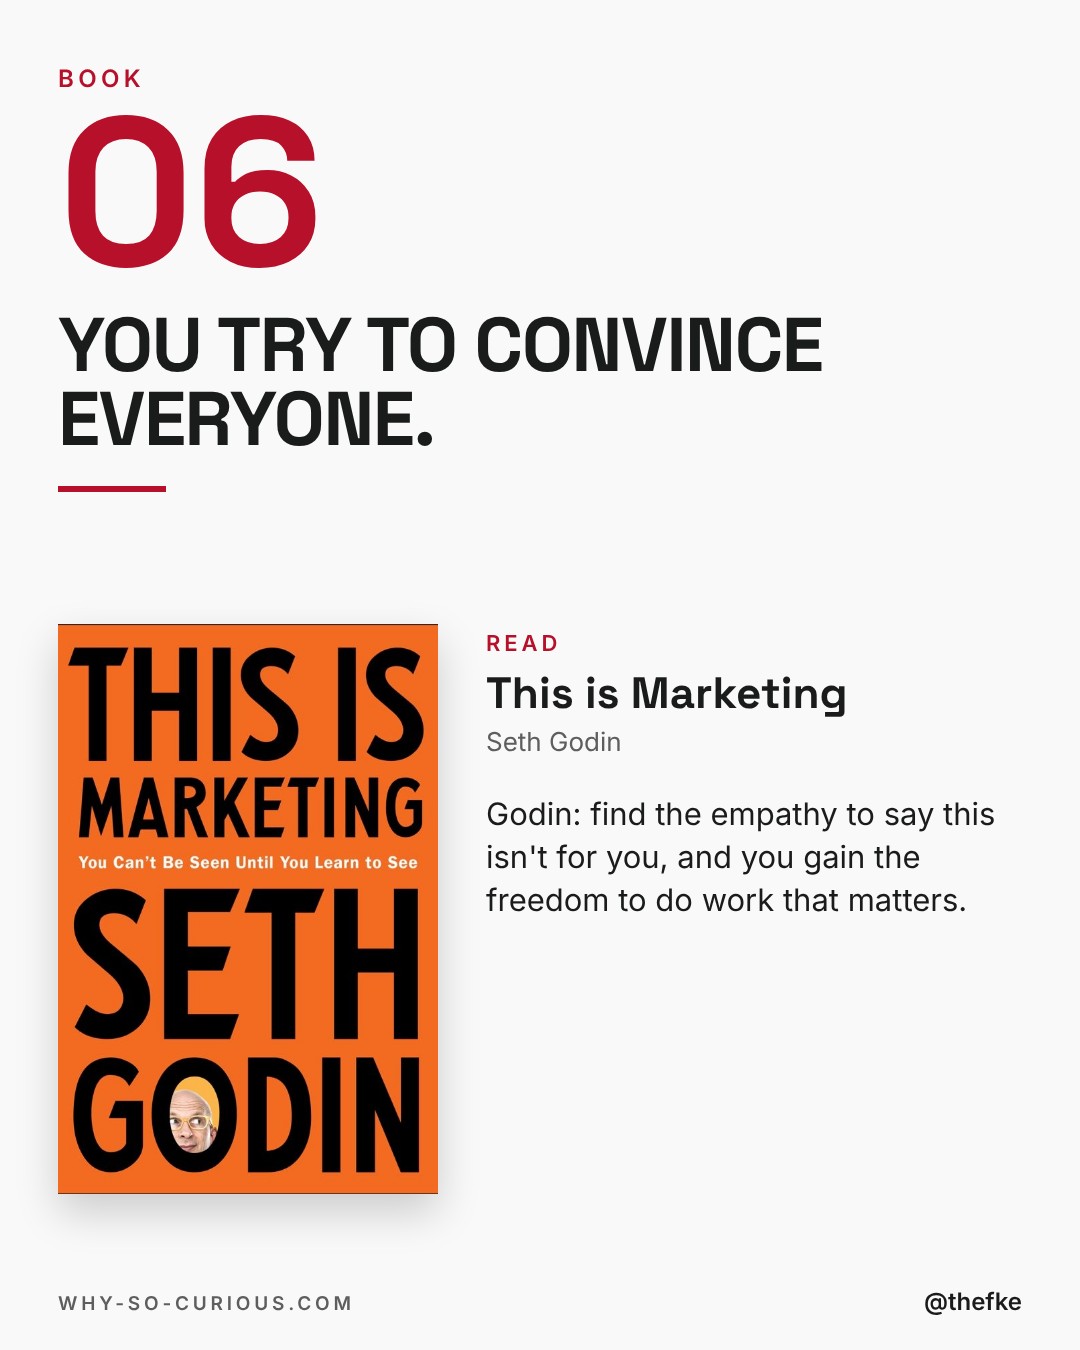 BOOK
06
YOU TRY TO CONVINCE
EVERYONE.
THIS IS
MARKETING
You Can't Be Seen Until You Learn to See
SETH
GODIN
READ
This is Marketing
Seth Godin
Godin: find the empathy to say this
isn't for you, and you gain the
freedom to do work that matters.
WHY-SO-CURIOUS.COM
@thefke